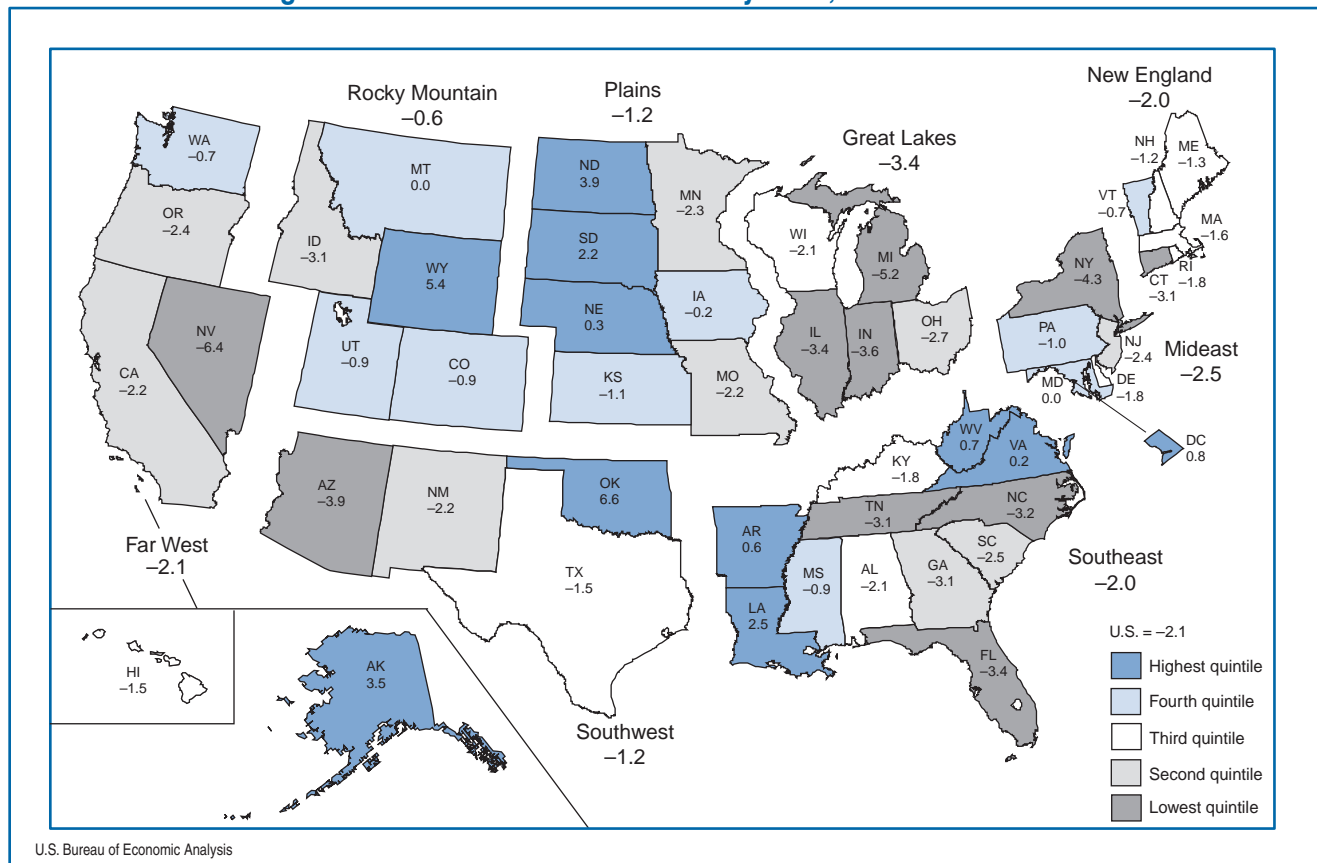 Rocky Mountain
−0.6
Plains
−1.2
New England
−2.0
Great Lakes
−3.4
WA
−0.7
OR
−2.4
CA
−2.2
NV
−6.4
ID
−3.1
MT
0.0
WY
5.4
UT
−0.9
CO
−0.9
ND
3.9
SD
2.2
NE
0.3
KS
−1.1
MN
−2.3
IA
−0.2
MO
−2.2
WI
−2.1
MI
−5.2
IL
−3.4
IN
−3.6
OH
−2.7
NH
−1.2
ME
−1.3
VT
−0.7
MA
−1.6
RI
−1.8
CT
−3.1
NY
−4.3
PA
−1.0
NJ
−2.4
Mideast
−2.5
MD
0.0
DE
−1.8
DC
0.8
WV
0.7
VA
0.2
KY
−1.8
TN
−3.1
NC
−3.2
SC
−2.5
GA
−3.1
AL
−2.1
MS
−0.9
AR
0.6
LA
2.5
FL
−3.4
Southeast
−2.0
AZ
−3.9
NM
−2.2
OK
6.6
TX
−1.5
Southwest
−1.2
Far West
−2.1
HI
−1.5
AK
3.5
U.S. = −2.1
Highest quintile
Fourth quintile
Third quintile
Second quintile
Lowest quintile
U.S. Bureau of Economic Analysis